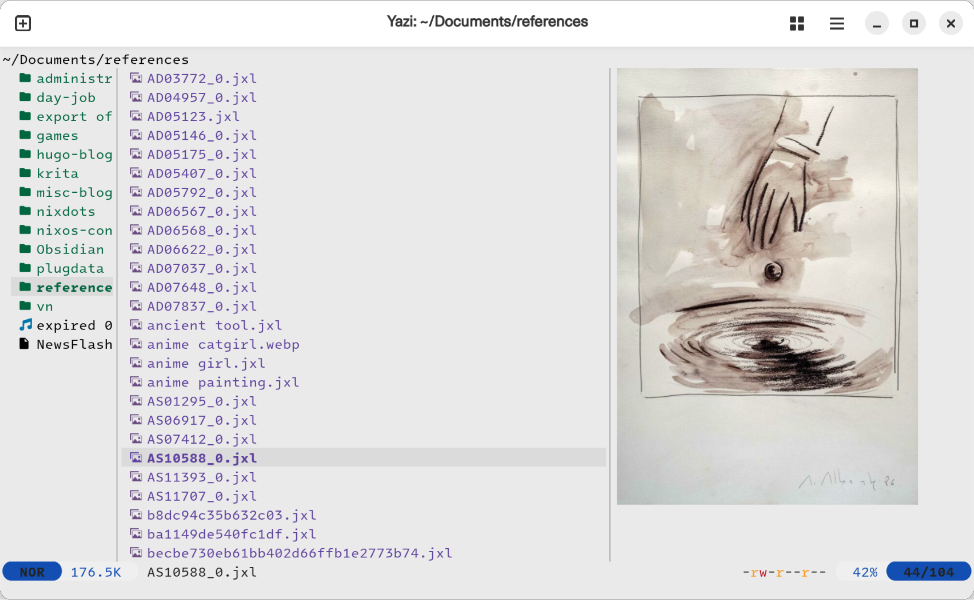 Yazi: ~/Documents/references
~/Documents/references
administr
day-job
export of
games
hugo-blog
krita
misc-blog
nixdots
nixos-con
Obsidian
plugdata
reference
vn
expired 0
NewsFlash
AD03772_0.jxl
AD04957_0.jxl
AD05123.jxl
AD05146_0.jxl
AD05175_0.jxl
AD05407_0.jxl
AD05792_0.jxl
AD06567_0.jxl
AD06568_0.jxl
AD06622_0.jxl
AD07037_0.jxl
AD07648_0.jxl
AD07837_0.jxl
ancient tool.jxl
anime catgirl.webp
anime girl.jxl
anime painting.jxl
AS01295_0.jxl
AS06917_0.jxl
AS07412_0.jxl
AS10588_0.jxl
AS11393_0.jxl
AS11707_0.jxl
b8dc94c35b632c03.jxl
ba1149de540fc1df.jxl
becbe730eb61bb402d66ffb1e2773b74.jxl
NOR 176.5K AS10588_0.jxl -rw-r--r-- 42% 44/104